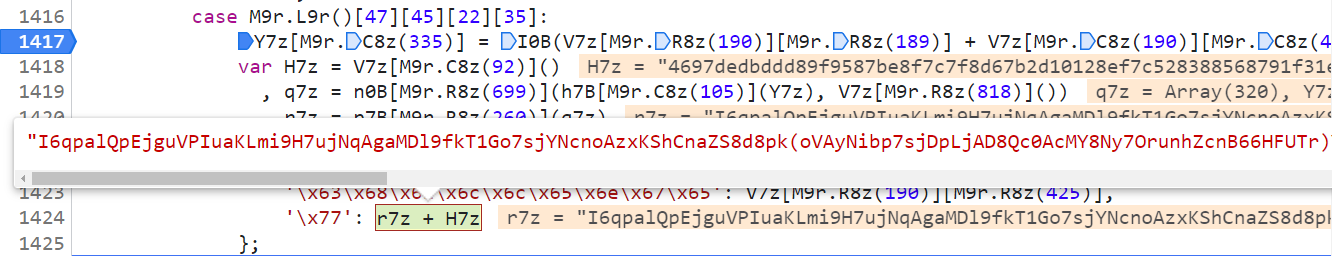 1416 case M9r.L9r()[47][45][22][35]:
1417 Y7z[M9r.C8z(335)] = I0B(V7z[M9r.R8z(190)][M9r.R8z(189)] + V7z[M9r.C8z(190)][M9r.C8z(4
1418 var H7z = V7z[M9r.C8z(92)]() H7z = "4697dedbddd89f9587be8f7c7f8d67b2d10128ef7c528388568791f31e
1419 , q7z = n0B[M9r.R8z(699)](h7B[M9r.C8z(105)](Y7z), V7z[M9r.R8z(818)]()) q7z = Array(320), Y7z
"I6qpalQpEjguVPIuaKLmi9H7ujNqAgaMDl9fkT1Go7sjYNcnoAzxKShCnaZS8d8pk(oVAyNibp7sjDpLjAD8Qc0AcMY8Ny7OrunhZcnB66HFUTr)
1423 '\x63\x68\x6 \x6c\x6c\x65\x6e\x67\x65': V7z[M9r.R8z(190)][M9r.R8z(425)],
1424 '\x77': r7z + H7z r7z = "I6qpalQpEjguVPIuaKLmi9H7ujNqAgaMDl9fkT1Go7sjYNcnoAzxKShCnaZS8d8pk
1425 };